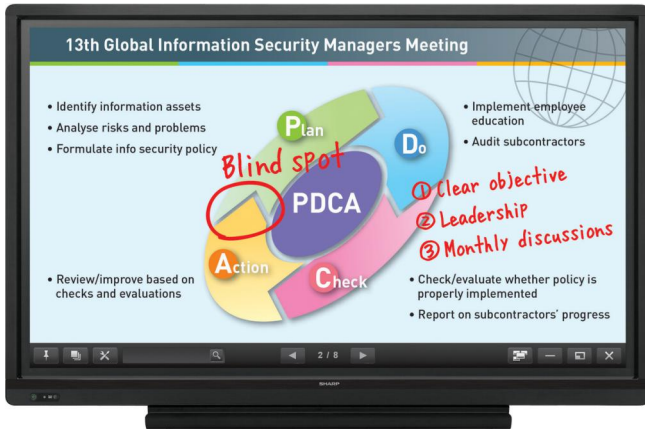 13th Global Information Security Managers Meeting
• Identify information assets
• Analyse risks and problems
• Formulate info security policy
Plan
Do
• Implement employee
education
• Audit subcontractors
Blind spot
PDCA
① Clear objective
② Leadership
③ Monthly discussions
Action
Check
• Review/improve based on
checks and evaluations
• Check/evaluate whether policy is
properly implemented
• Report on subcontractors' progress
2 / 8
SHARP